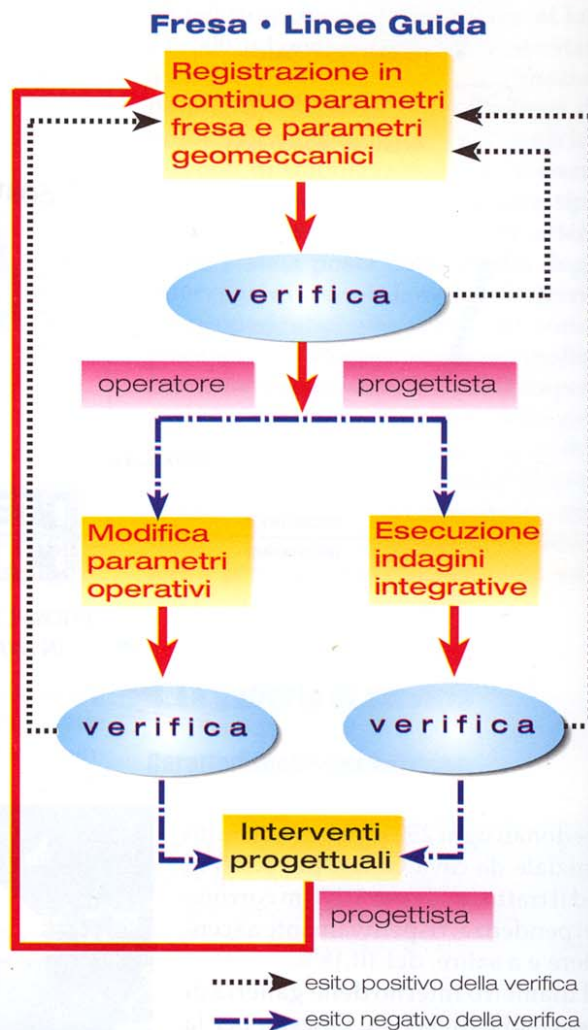 Fresa • Linee Guida
Registrazione in
continuo parametri
fresa e parametri
geomeccanici
verifica
operatore
progettista
Modifica
parametri
operativi
Esecuzione
indagini
integrative
verifica
verifica
Interventi
progettuali
progettista
esito positivo della verifica
esito negativo della verifica